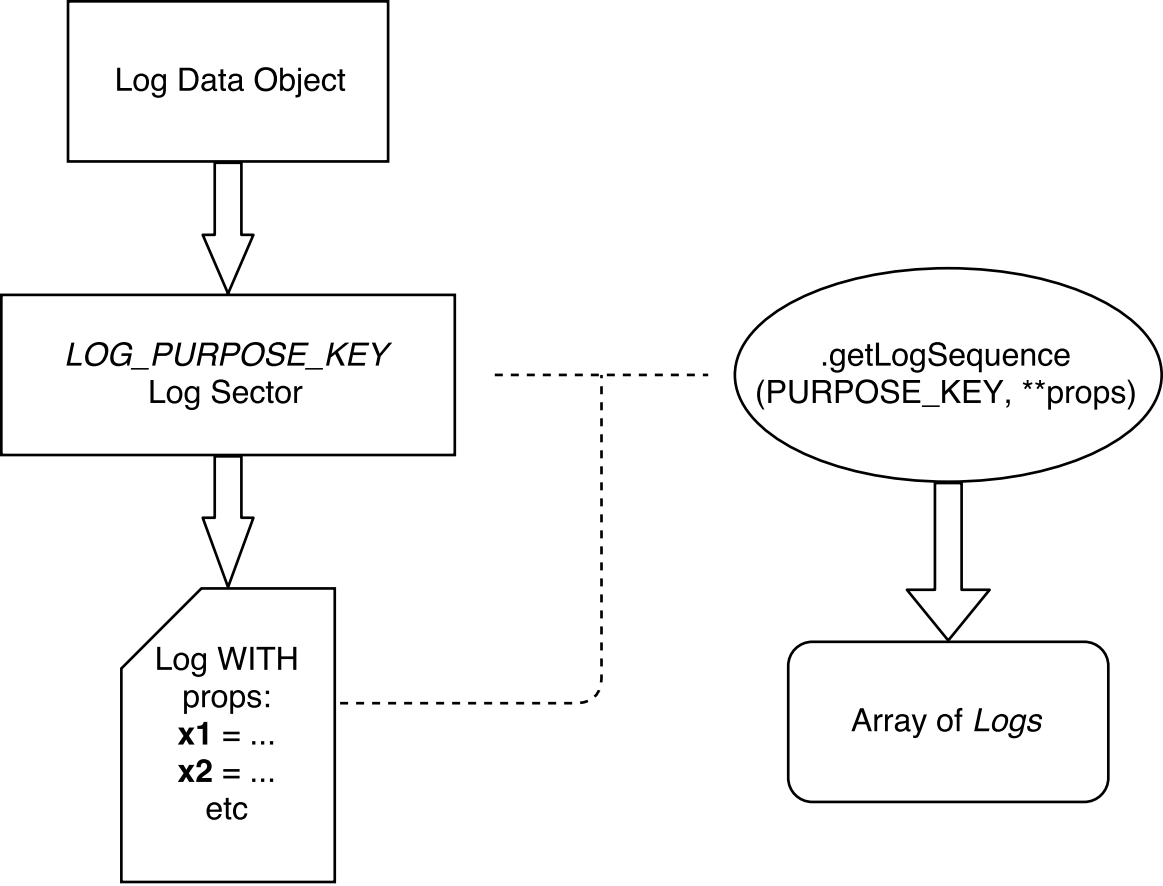 Log Data Object
LOG_PURPOSE_KEY
Log Sector
.getLogSequence
(PURPOSE_KEY, **props)
Log WITH
props:
x1 = ...
x2 = ...
etc
Array of Logs